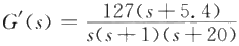 G′(s) = 127(s+5.4) / s(s+1)(s+20)